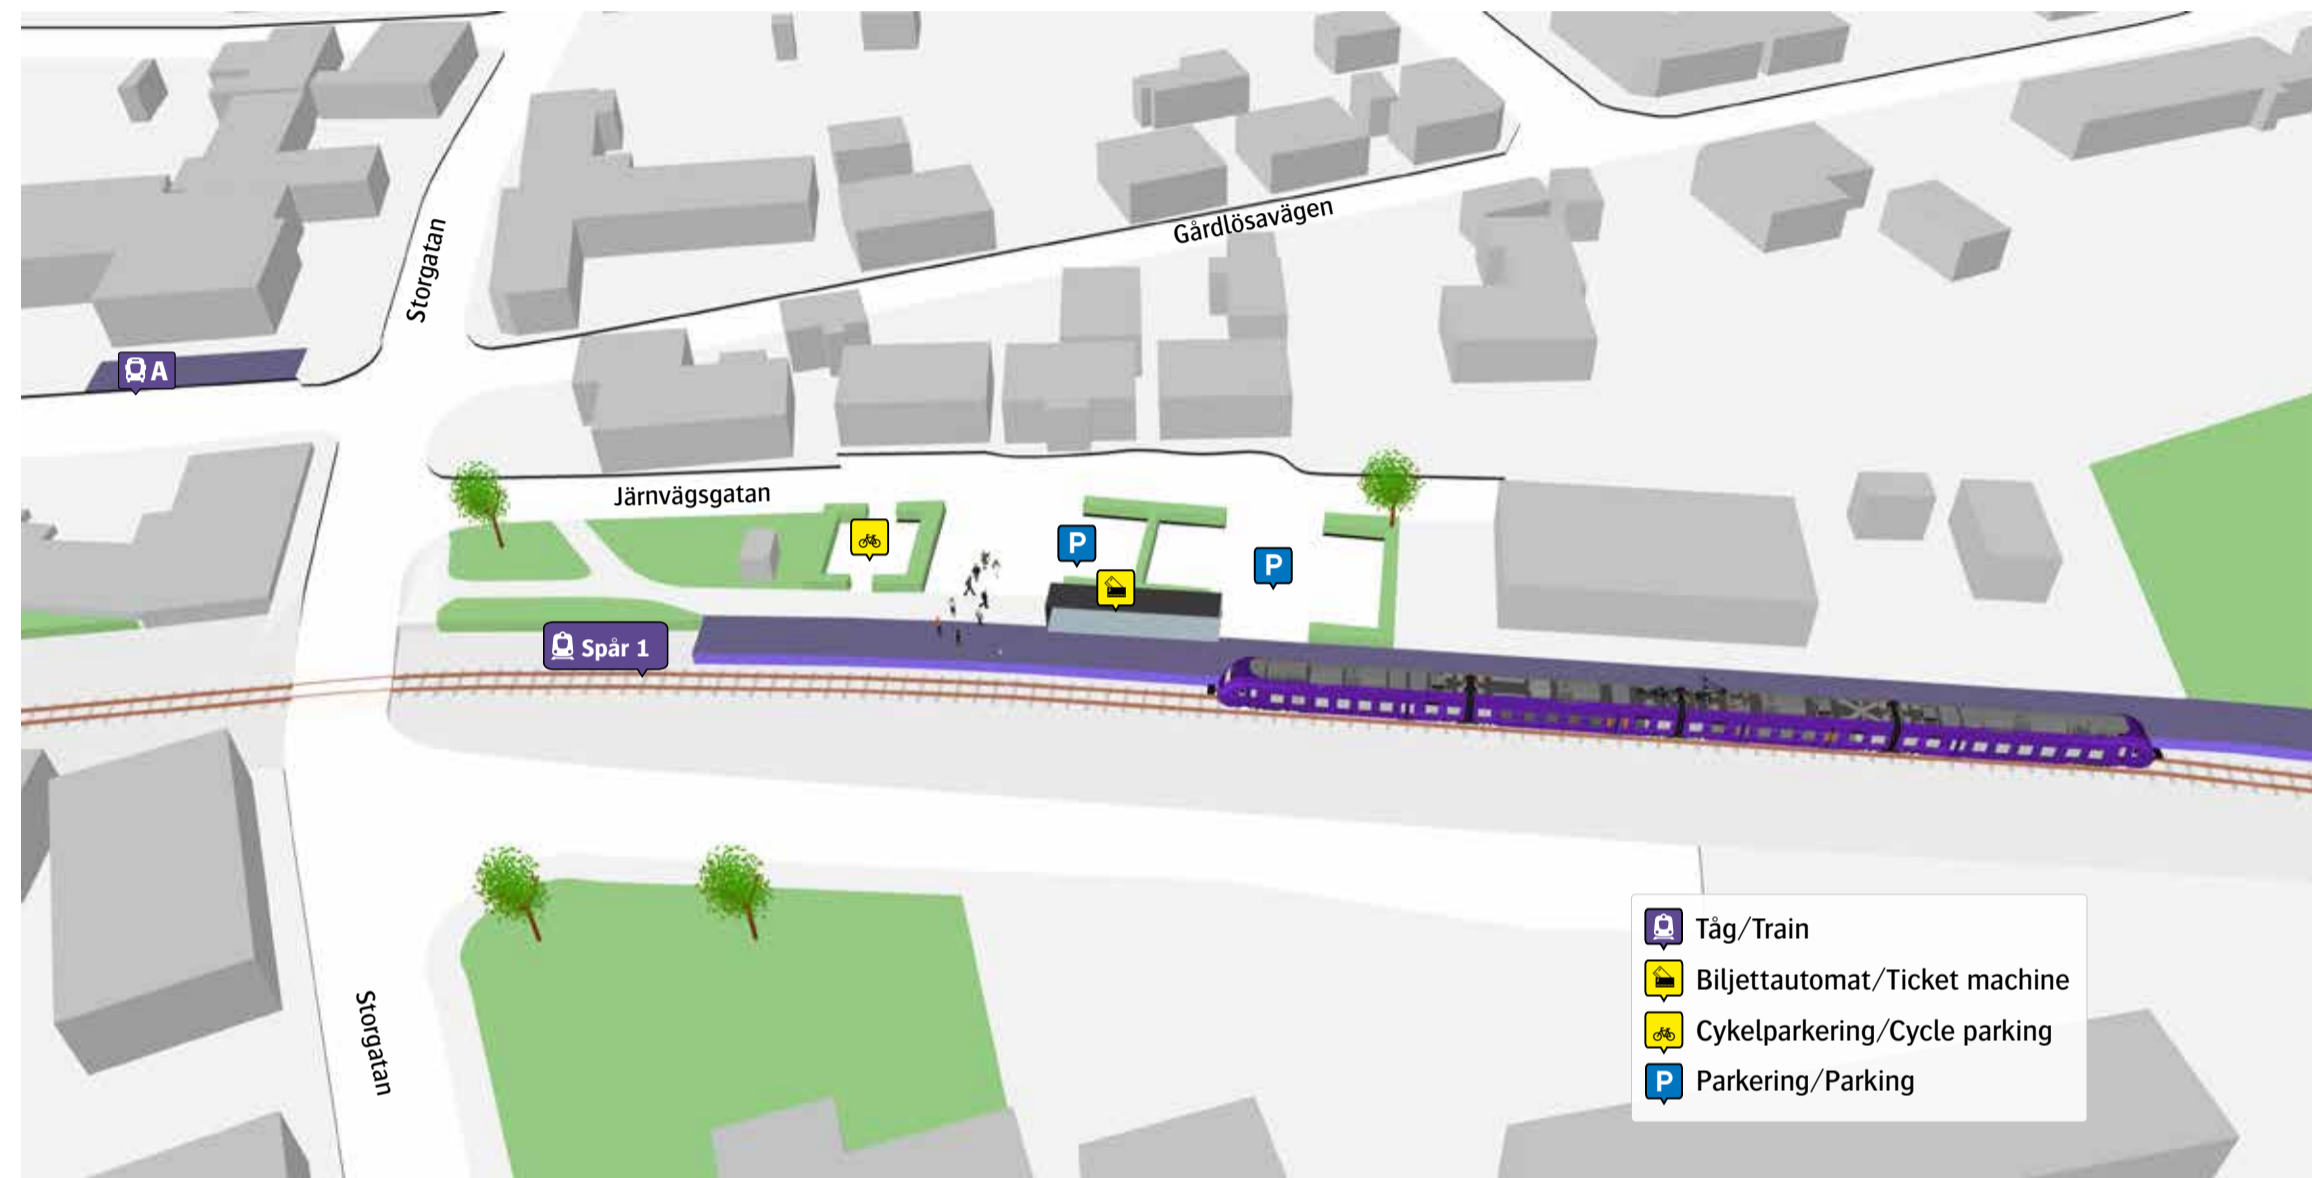 Storgatan
Gårdlösavägen
A
Järnvägsgatan
P
P
Spår 1
Storgatan
Tåg/Train
Biljettautomat/Ticket machine
Cykelparkering/Cycle parking
P Parkering/Parking